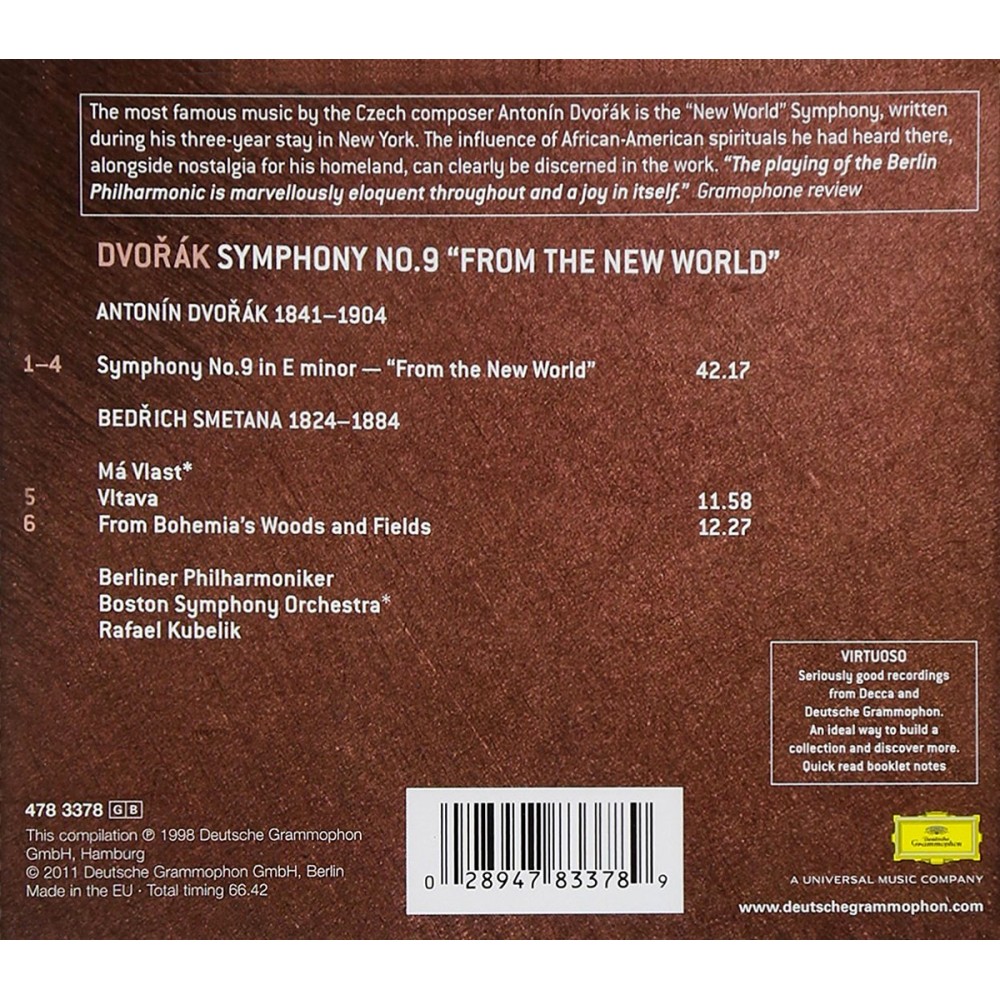 The most famous music by the Czech composer Antonín Dvořák is the "New World" Symphony, written
during his three-year stay in New York. The influence of African-American spirituals he had heard there,
alongside nostalgia for his homeland, can clearly be discerned in the work. "The playing of the Berlin
Philharmonic is marvellously eloquent throughout and a joy in itself." Gramophone review
DVOŘÁK SYMPHONY NO.9 "FROM THE NEW WORLD"
ANTONÍN DVOŘÁK 1841–1904
1–4 Symphony No.9 in E minor — "From the New World" 42.17
BEDŘICH SMETANA 1824–1884
Má Vlast*
5 Vltava 11.58
6 From Bohemia's Woods and Fields 12.27
Berliner Philharmoniker
Boston Symphony Orchestra*
Rafael Kubelik
VIRTUOSO
Seriously good recordings
from Decca and
Deutsche Grammophon.
An ideal way to build a
collection and discover more.
Quick read booklet notes
478 3378 GB
This compilation ℗ 1998 Deutsche Grammophon
GmbH, Hamburg
© 2011 Deutsche Grammophon GmbH, Berlin
Made in the EU · Total timing 66.42
0 28947 83378 9
Deutsche
Grammophon
A UNIVERSAL MUSIC COMPANY
www.deutschegrammophon.com